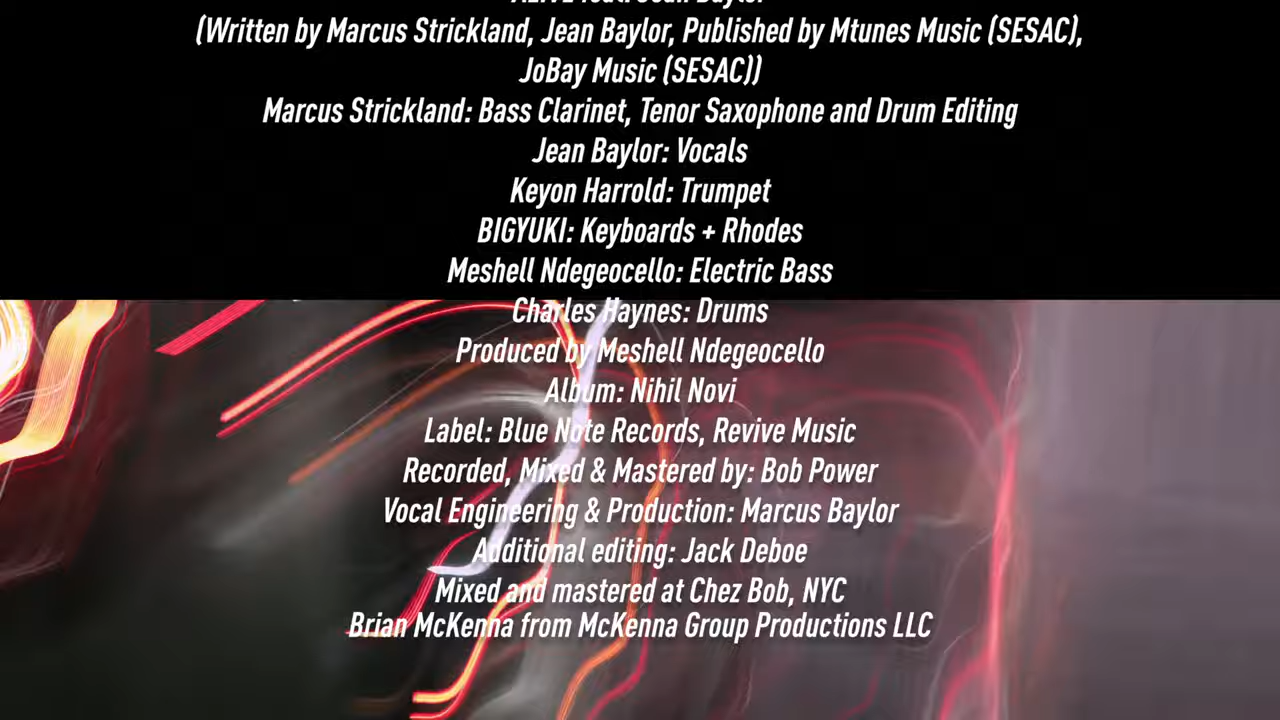 ALIVE feat. Jean Baylor
(Written by Marcus Strickland, Jean Baylor, Published by Mtunes Music (SESAC),
JoBay Music (SESAC))
Marcus Strickland: Bass Clarinet, Tenor Saxophone and Drum Editing
Jean Baylor: Vocals
Keyon Harrold: Trumpet
BIGYUKI: Keyboards + Rhodes
Meshell Ndegeocello: Electric Bass
Charles Haynes: Drums
Produced by Meshell Ndegeocello
Album: Nihil Novi
Label: Blue Note Records, Revive Music
Recorded, Mixed & Mastered by: Bob Power
Vocal Engineering & Production: Marcus Baylor
Additional editing: Jack Deboe
Mixed and mastered at Chez Bob, NYC
Brian McKenna from McKenna Group Productions LLC